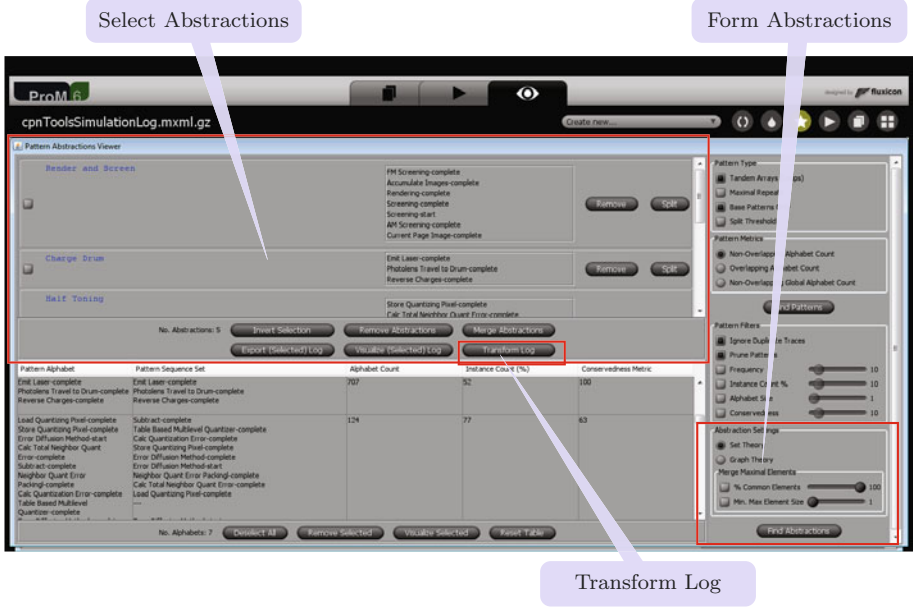 Select Abstractions
Form Abstractions
ProM 6
designed by fluxicon
cpnToolsSimulationLog.mxml.gz
Create new...
Pattern Abstractions Viewer
Render and Screen
FM Screening-complete
Accumulate Images-complete
Rendering-complete
Screening-complete
Screening-start
AM Screening-complete
Current Page Image-complete
Remove
Split
Charge Drum
Emit Laser-complete
Photolens Travel to Drum-complete
Reverse Charges-complete
Remove
Split
Half Toning
Store Quantizing Pixel-complete
Calc Total Neighbor Quant Error-complete
No. Abstractions: 5
Invert Selection
Remove Abstractions
Merge Abstractions
Export (Selected) Log
Visualize (Selected) Log
Transform Log
Pattern Type
Tandem Arrays
Maximal Repeat
Base Patterns
Split Threshold
Pattern Metrics
Non-Overlapping Alphabet Count
Overlapping Alphabet Count
Non-Overlapping Global Alphabet Count
Find Patterns
Pattern Filters
Ignore Duplicate Traces
Prune Patterns
Frequency 10
Instance Count % 10
Alphabet Size 1
Conservedness 10
Abstraction Settings
Set Theory
Graph Theory
Merge Maximal Elements
% Common Elements 100
Min. Max Element Size 1
Find Abstractions
Pattern Alphabet Pattern Sequence Set Alphabet Count Instance Count (%) Conservedness Metric
Emit Laser-complete Emit Laser-complete 707 52 100
Photolens Travel to Drum-complete Photolens Travel to Drum-complete
Reverse Charges-complete Reverse Charges-complete
Load Quantizing Pixel-complete Subtract-complete 124 77 63
Store Quantizing Pixel-complete Table Based Multilevel Quantizer-complete
Error Diffusion Method-start Calc Quantization Error-complete
Calc Total Neighbor Quant Store Quantizing Pixel-complete
Error-complete Error Diffusion Method-complete
Subtract-complete Error Diffusion Method-start
Neighbor Quant Error Neighbor Quant Error Packingl-complete
Packingl-complete Calc Total Neighbor Quant Error-complete
Calc Quantization Error-complete Load Quantizing Pixel-complete
Table Based Multilevel ---
Quantizer-complete
No. Alphabets: 7
Deselect All
Remove Selected
Visualize Selected
Reset Table
Transform Log